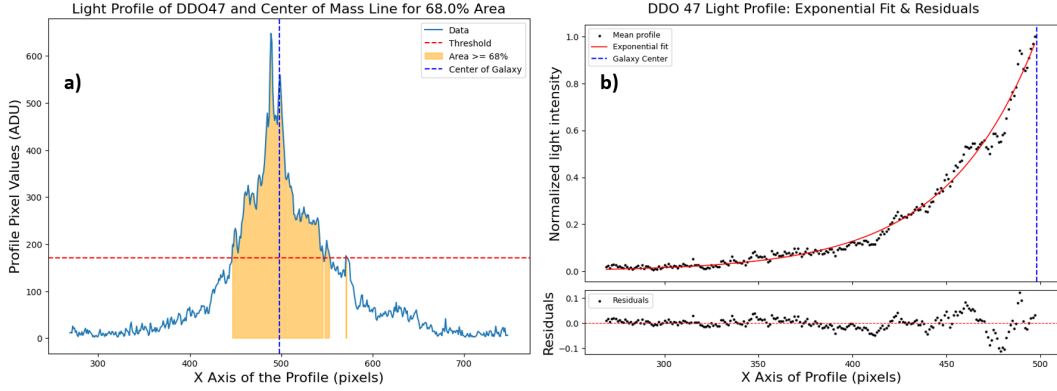 Light Profile of DDO47 and Center of Mass Line for 68.0% Area
a)
Data
Threshold
Area >= 68%
Center of Galaxy
Profile Pixel Values (ADU)
600
500
400
300
200
100
0
300
400
500
600
700
X Axis of the Profile (pixels)
DDO 47 Light Profile: Exponential Fit & Residuals
b)
Mean profile
Exponential fit
Galaxy Center
Normalized light intensity
1.0
0.8
0.6
0.4
0.2
0.0
Residuals
Residuals
0.1
0.0
−0.1
300
350
400
450
500
X Axis of Profile (pixels)